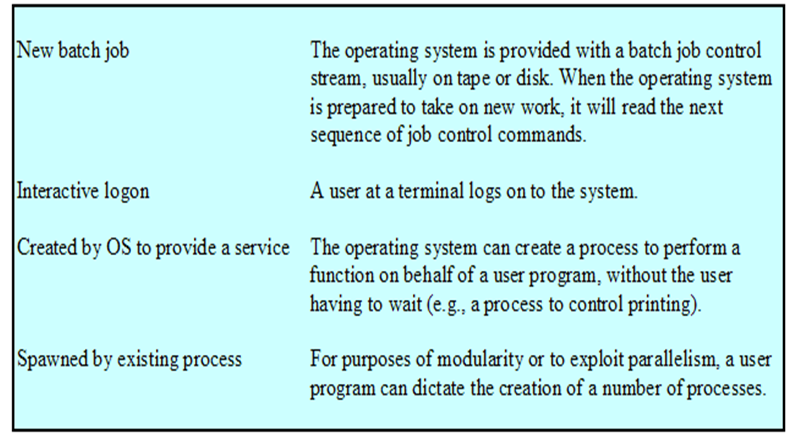 New batch job
The operating system is provided with a batch job control
stream, usually on tape or disk. When the operating system
is prepared to take on new work, it will read the next
sequence of job control commands.
Interactive logon
A user at a terminal logs on to the system.
Created by OS to provide a service
The operating system can create a process to perform a
function on behalf of a user program, without the user
having to wait (e.g., a process to control printing).
Spawned by existing process
For purposes of modularity or to exploit parallelism, a user
program can dictate the creation of a number of processes.